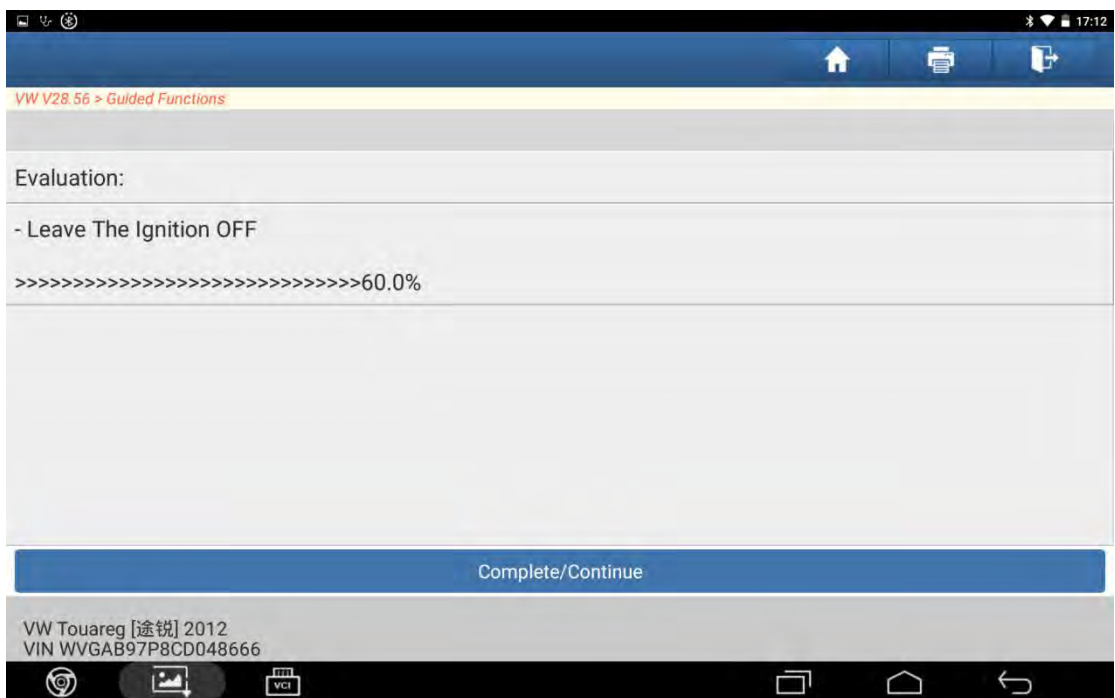 17:12
VW V28.56 > Guided Functions
Evaluation:
- Leave The Ignition OFF
>>>>>>>>>>>>>>>>>>>>>>>>>>>>>>60.0%
Complete/Continue
VW Touareg [途锐] 2012
VIN WVGAB97P8CD048666
VCI